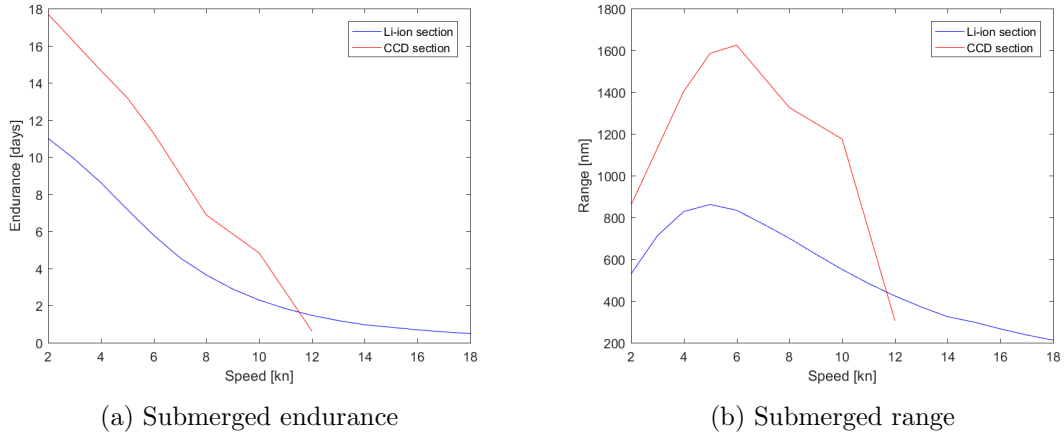 18
16
14
12
10
8
6
4
2
0
Endurance [days]
2 4 6 8 10 12 14 16 18
Speed [kn]
Li-ion section
CCD section
(a) Submerged endurance
1800
1600
1400
1200
1000
800
600
400
200
Range [nm]
2 4 6 8 10 12 14 16 18
Speed [kn]
Li-ion section
CCD section
(b) Submerged range